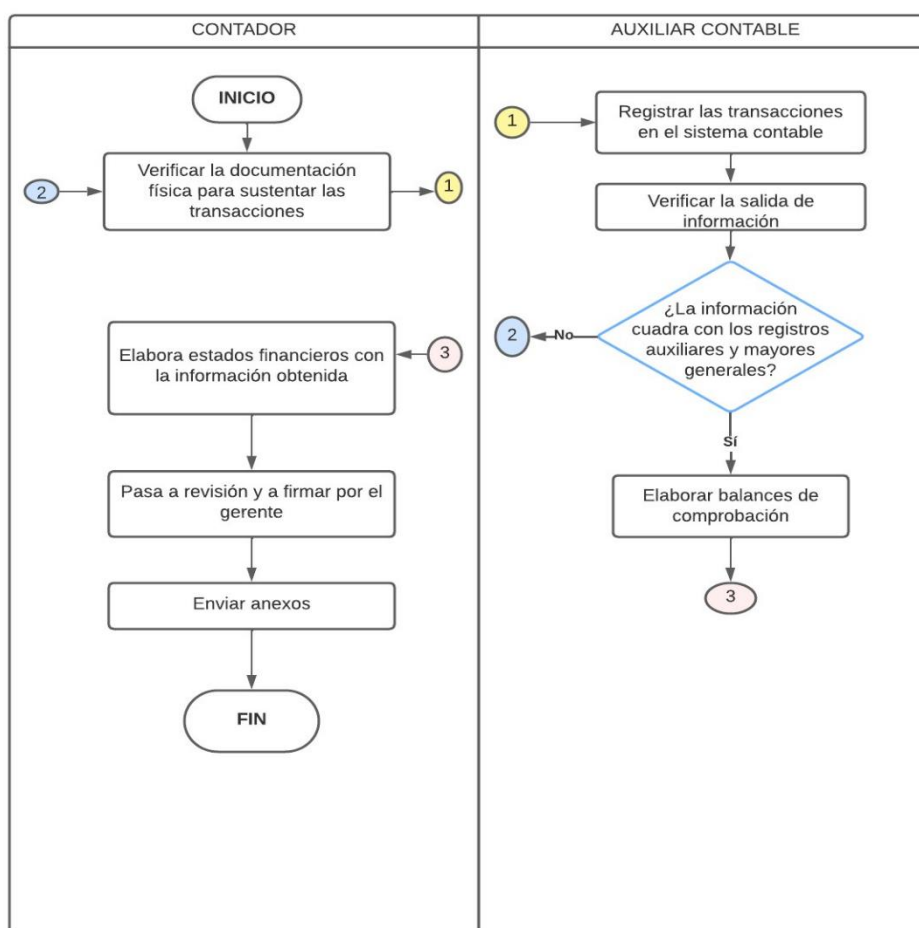 CONTADOR
AUXILIAR CONTABLE
INICIO
2
Verificar la documentación
física para sustentar las
transacciones
1
3
Elabora estados financieros con
la información obtenida
Pasa a revisión y a firmar por el
gerente
Enviar anexos
FIN
1
Registrar las transacciones
en el sistema contable
Verificar la salida de
información
¿La información
cuadra con los registros
auxiliares y mayores
generales?
No
2
Sí
Elaborar balances de
comprobación
3